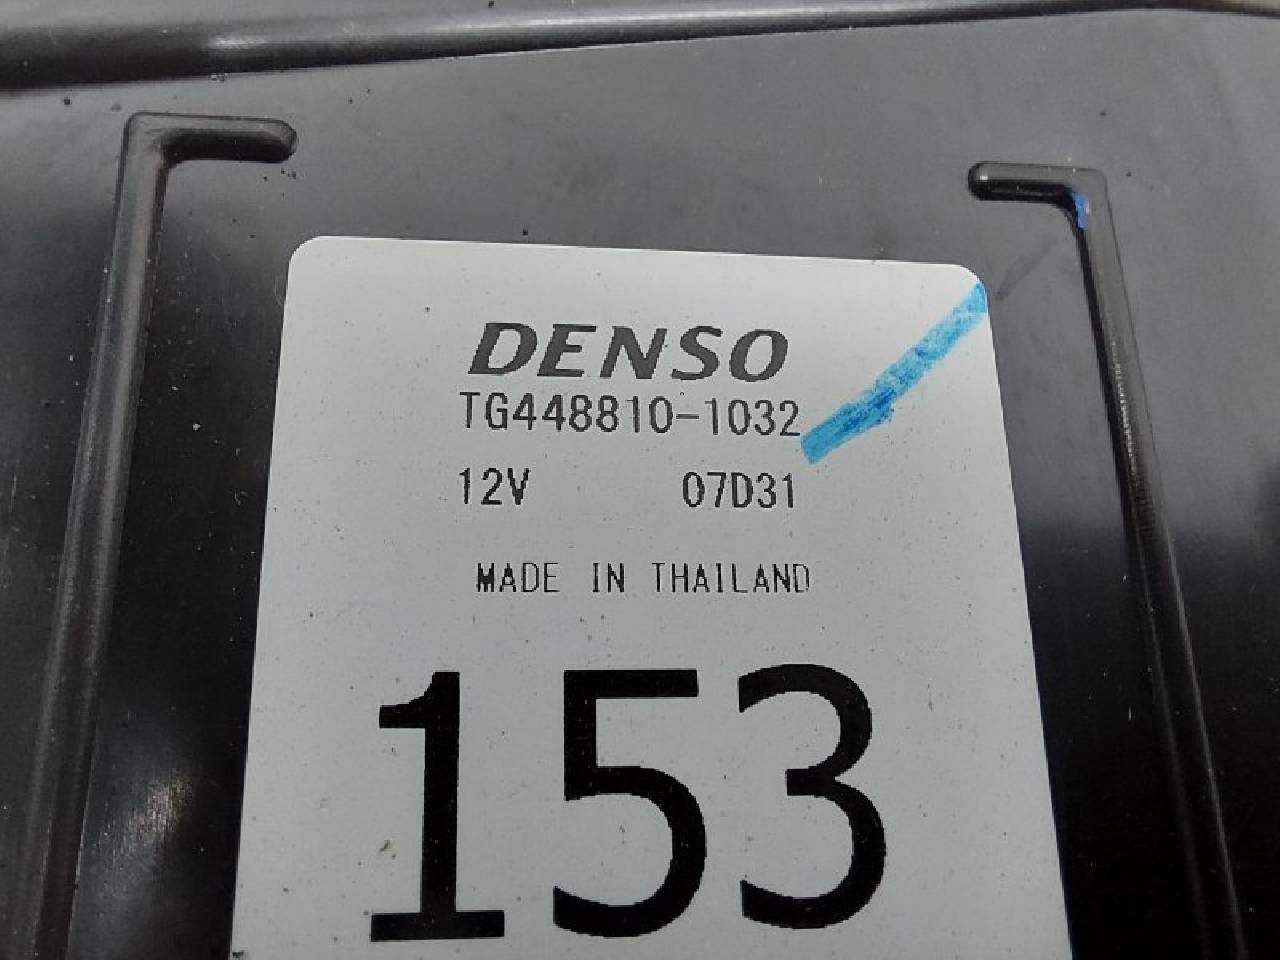 DENSO
TG448810-1032
12V 07D31
MADE IN THAILAND
153